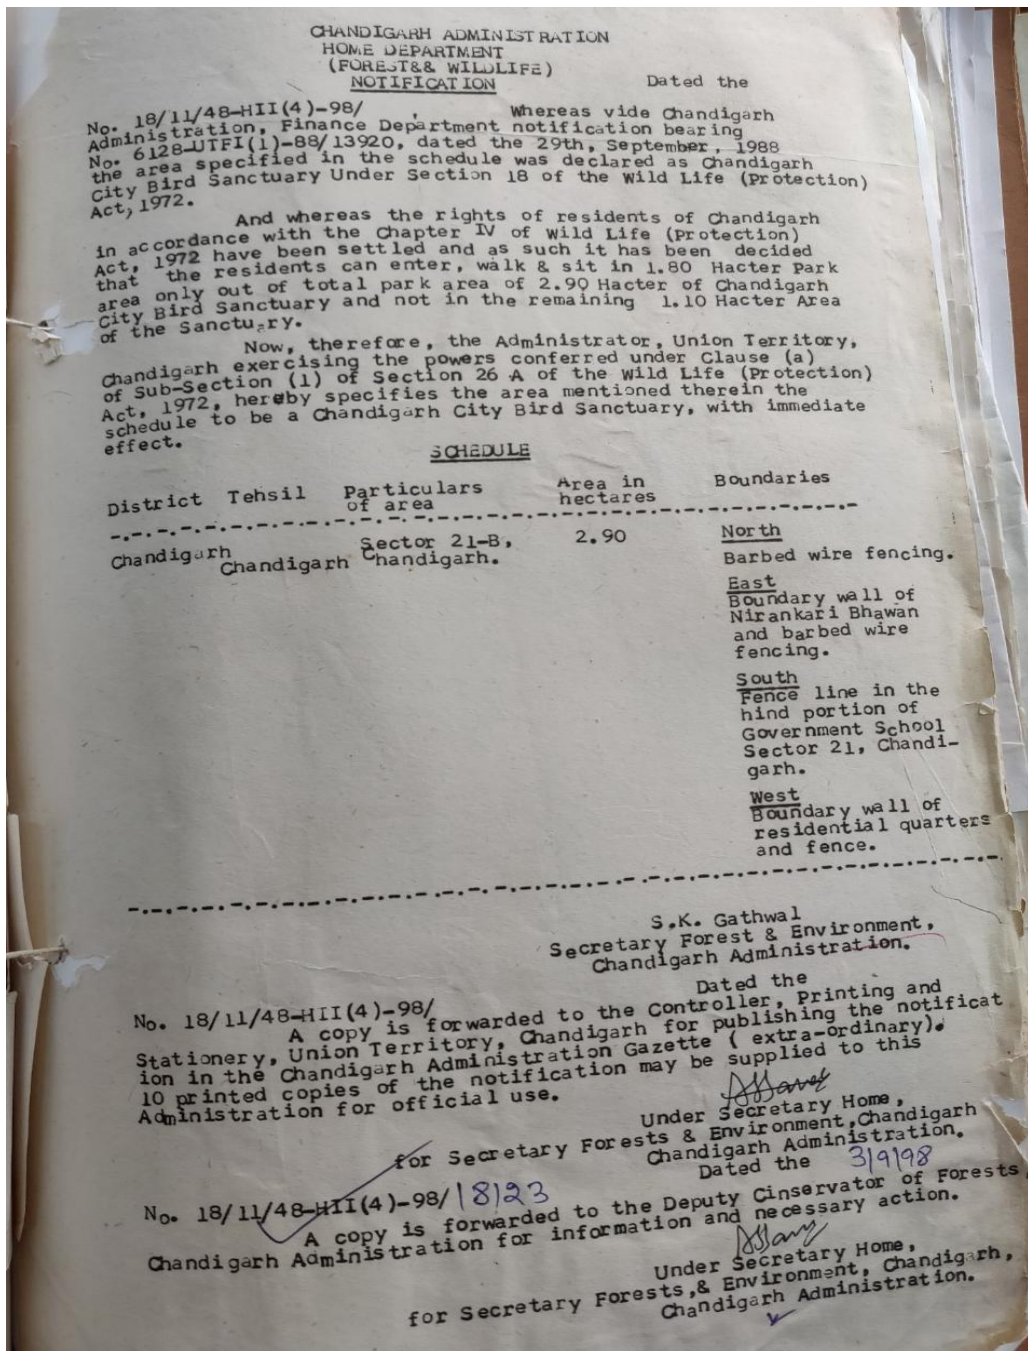 CHANDIGARH ADMINISTRATION
HOME DEPARTMENT
(FOREST&& WILDLIFE)
NOTIFICATION
Dated the
No. 18/11/48-HII(4)-98/ , Whereas vide Chandigarh
Administration, Finance Department notification bearing
No. 6128-UTFI(1)-88/13920, dated the 29th, September, 1988
the area specified in the schedule was declared as Chandigarh
City Bird Sanctuary Under Section 18 of the Wild Life (Protection)
Act, 1972.
And whereas the rights of residents of Chandigarh
in accordance with the Chapter IV of Wild Life (Protection)
Act, 1972 have been settled and as such it has been decided
that the residents can enter, walk & sit in 1.80 Hacter Park
area only out of total park area of 2.90 Hacter of Chandigarh
City Bird Sanctuary and not in the remaining 1.10 Hacter Area
of the Sanctuary.
Now, therefore, the Administrator, Union Territory,
Chandigarh exercising the powers conferred under Clause (a)
of Sub-Section (1) of Section 26 A of the Wild Life (Protection)
Act, 1972, hereby specifies the area mentioned therein the
schedule to be a Chandigarh City Bird Sanctuary, with immediate
effect.
SCHEDULE
District Tehsil Particulars of area Area in hectares Boundaries
Chandigarh Chandigarh Sector 21-B, Chandigarh. 2.90
North
Barbed wire fencing.
East
Boundary wall of
Nirankari Bhawan
and barbed wire
fencing.
South
Fence line in the
hind portion of
Government School
Sector 21, Chandi-
garh.
West
Boundary wall of
residential quarters
and fence.
S.K. Gathwal
Secretary Forest & Environment,
Chandigarh Administration.
No. 18/11/48-HII(4)-98/ Dated the
A copy is forwarded to the Controller, Printing and
Stationery, Union Territory, Chandigarh for publishing the notificat
ion in the Chandigarh Administration Gazette ( extra-ordinary).
10 printed copies of the notification may be supplied to this
Administration for official use.
Under Secretary Home,
for Secretary Forests & Environment,Chandigarh
Chandigarh Administration.
No. 18/11/48-HII(4)-98/18123 Dated the 3/9/98
A copy is forwarded to the Deputy Cinservator of Forests,
Chandigarh Administration for information and necessary action.
Under Secretary Home,
for Secretary Forests,& Environment, Chandigarh,
Chandigarh Administration.